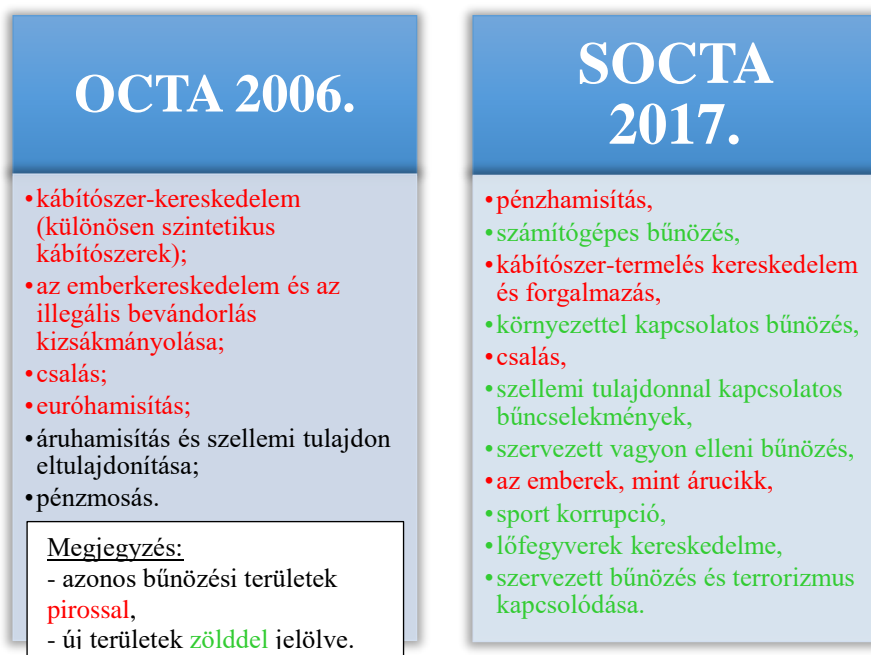 OCTA 2006.
•kábítószer-kereskedelem
(különösen szintetikus
kábítószerek);
•az emberkereskedelem és az
illegális bevándorlás
kizsákmányolása;
•csalás;
•euróhamisítás;
•áruhamisítás és szellemi tulajdon
eltulajdonítása;
•pénzmosás.
Megjegyzés:
- azonos bűnözési területek
pirossal,
- új területek zölddel jelölve.
SOCTA
2017.
•pénzhamisítás,
•számítógépes bűnözés,
•kábítószer-termelés kereskedelem
és forgalmazás,
•környezettel kapcsolatos bűnözés,
•csalás,
•szellemi tulajdonnal kapcsolatos
bűncselekmények,
•szervezett vagyon elleni bűnözés,
•az emberek, mint árucikk,
•sport korrupció,
•lőfegyverek kereskedelme,
•szervezett bűnözés és terrorizmus
kapcsolódása.